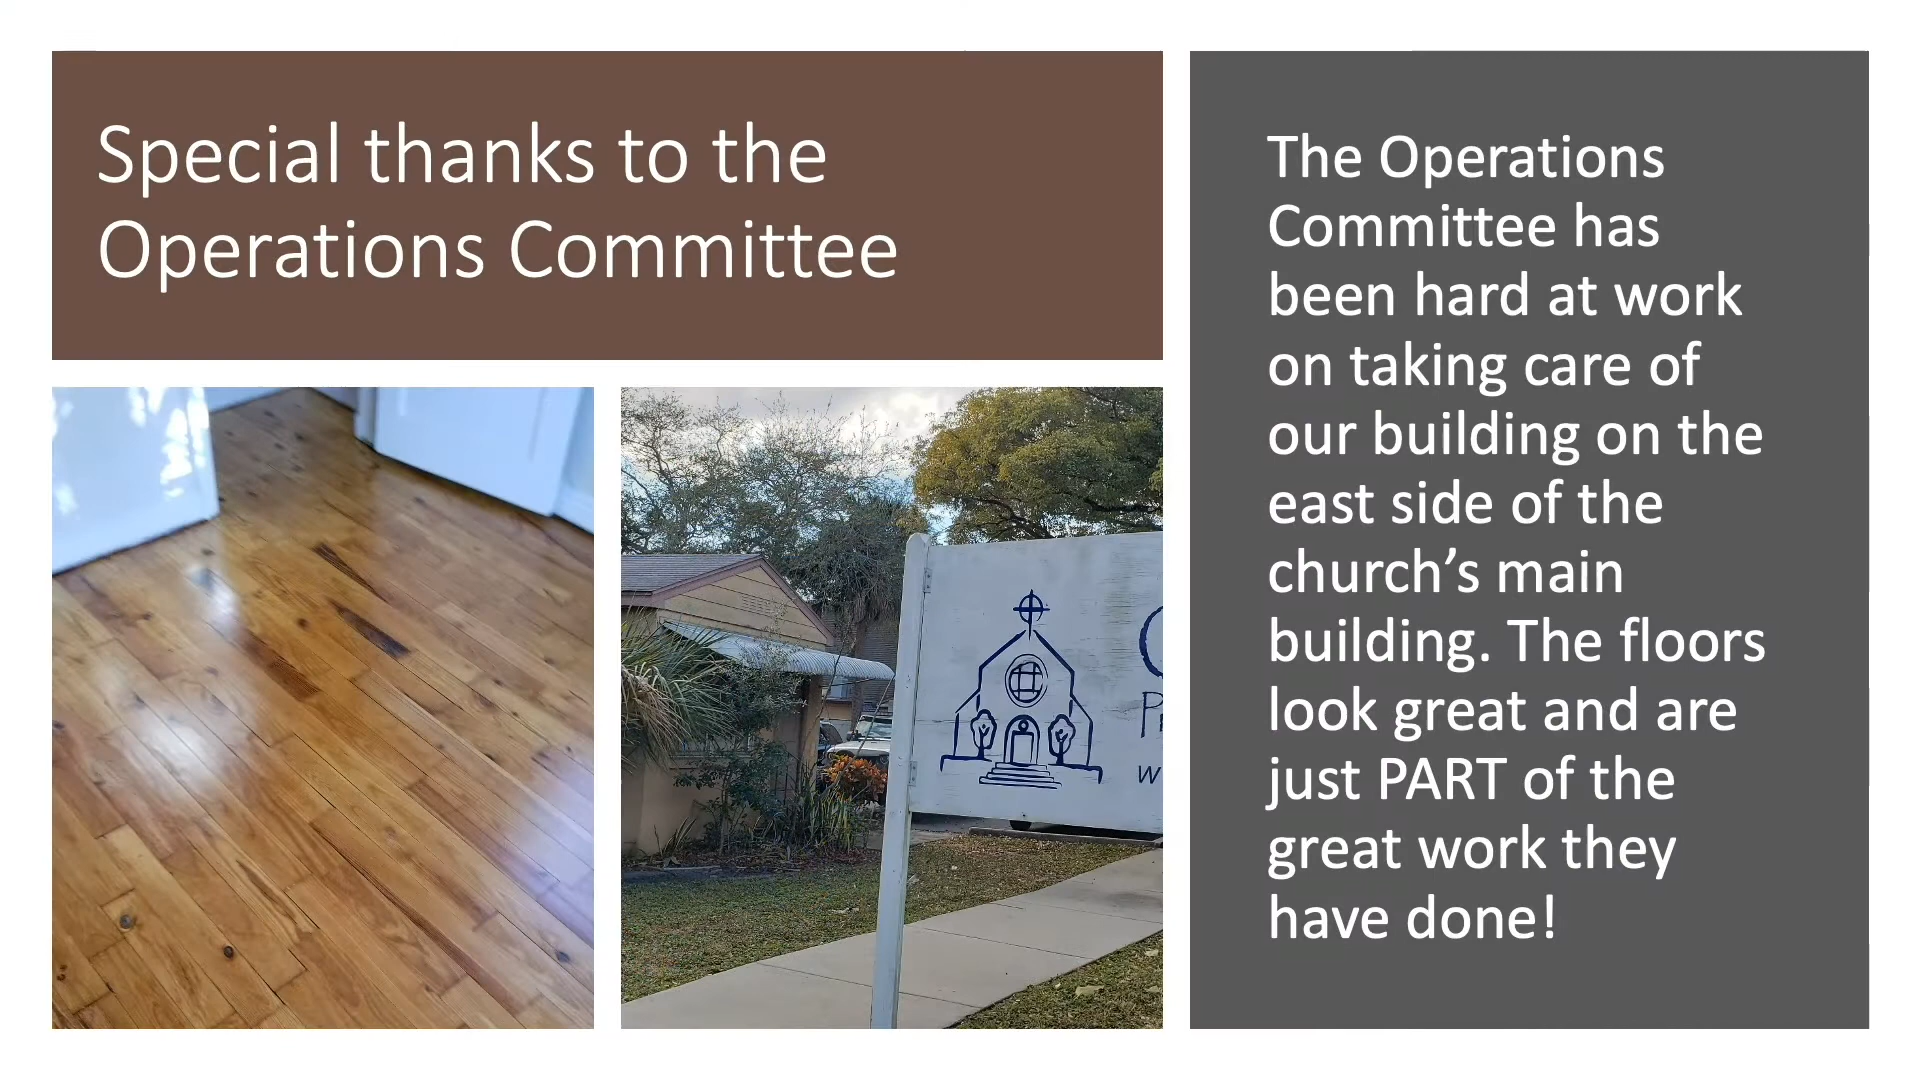 Special thanks to the
Operations Committee
The Operations
Committee has
been hard at work
on taking care of
our building on the
east side of the
church’s main
building. The floors
look great and are
just PART of the
great work they
have done!